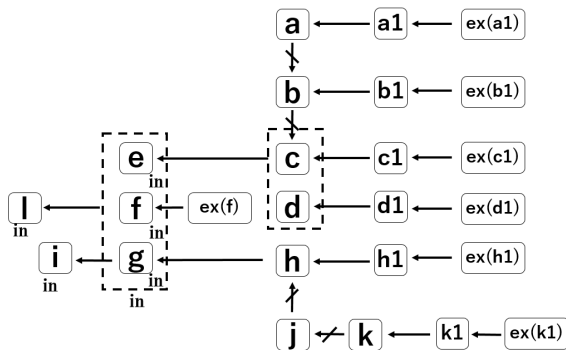 a a1 ex(a1)
b b1 ex(b1)
e in c c1 ex(c1)
l in f in ex(f) d d1 ex(d1)
i in g in h h1 ex(h1)
in
j k k1 ex(k1)